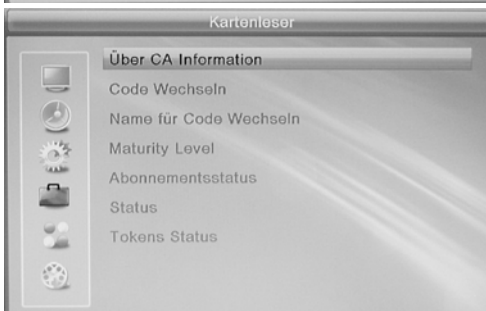 Kartenleser
Über CA Information
Code Wechseln
Name für Code Wechseln
Maturity Level
Abonnementsstatus
Status
Tokens Status